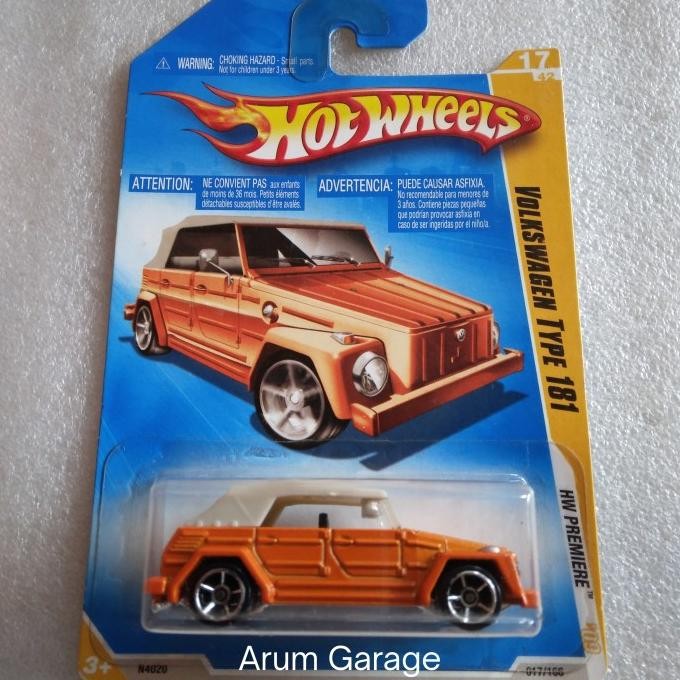 WARNING: CHOKING HAZARD - Small parts.
Not for children under 3 years.
17
42
HOT WHEELS
ATTENTION: NE CONVIENT PAS aux enfants
de moins de 36 mois. Petits éléments
détachables susceptibles d'être avalés.
ADVERTENCIA: PUEDE CAUSAR ASFIXIA.
No recomendable para menores de
3 años. Contiene piezas pequeñas
que podrían provocar asfixia en
caso de ser ingeridas por el niño/a.
VOLKSWAGEN TYPE 181
HW PREMIERE™
'09
3+
N4020
017/166
Arum Garage